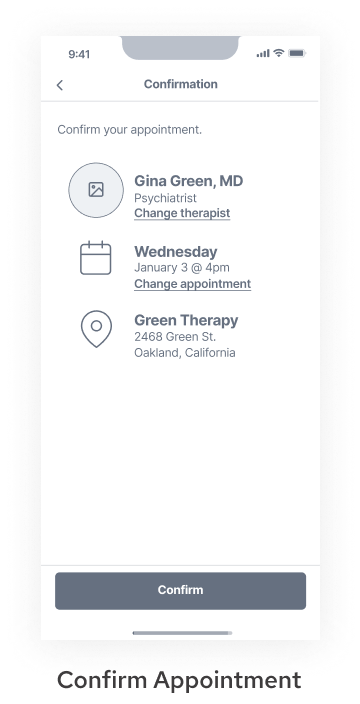 9:41
Confirmation
Confirm your appointment.
Gina Green, MD
Psychiatrist
Change therapist
Wednesday
January 3 @ 4pm
Change appointment
Green Therapy
2468 Green St.
Oakland, California
Confirm
Confirm Appointment